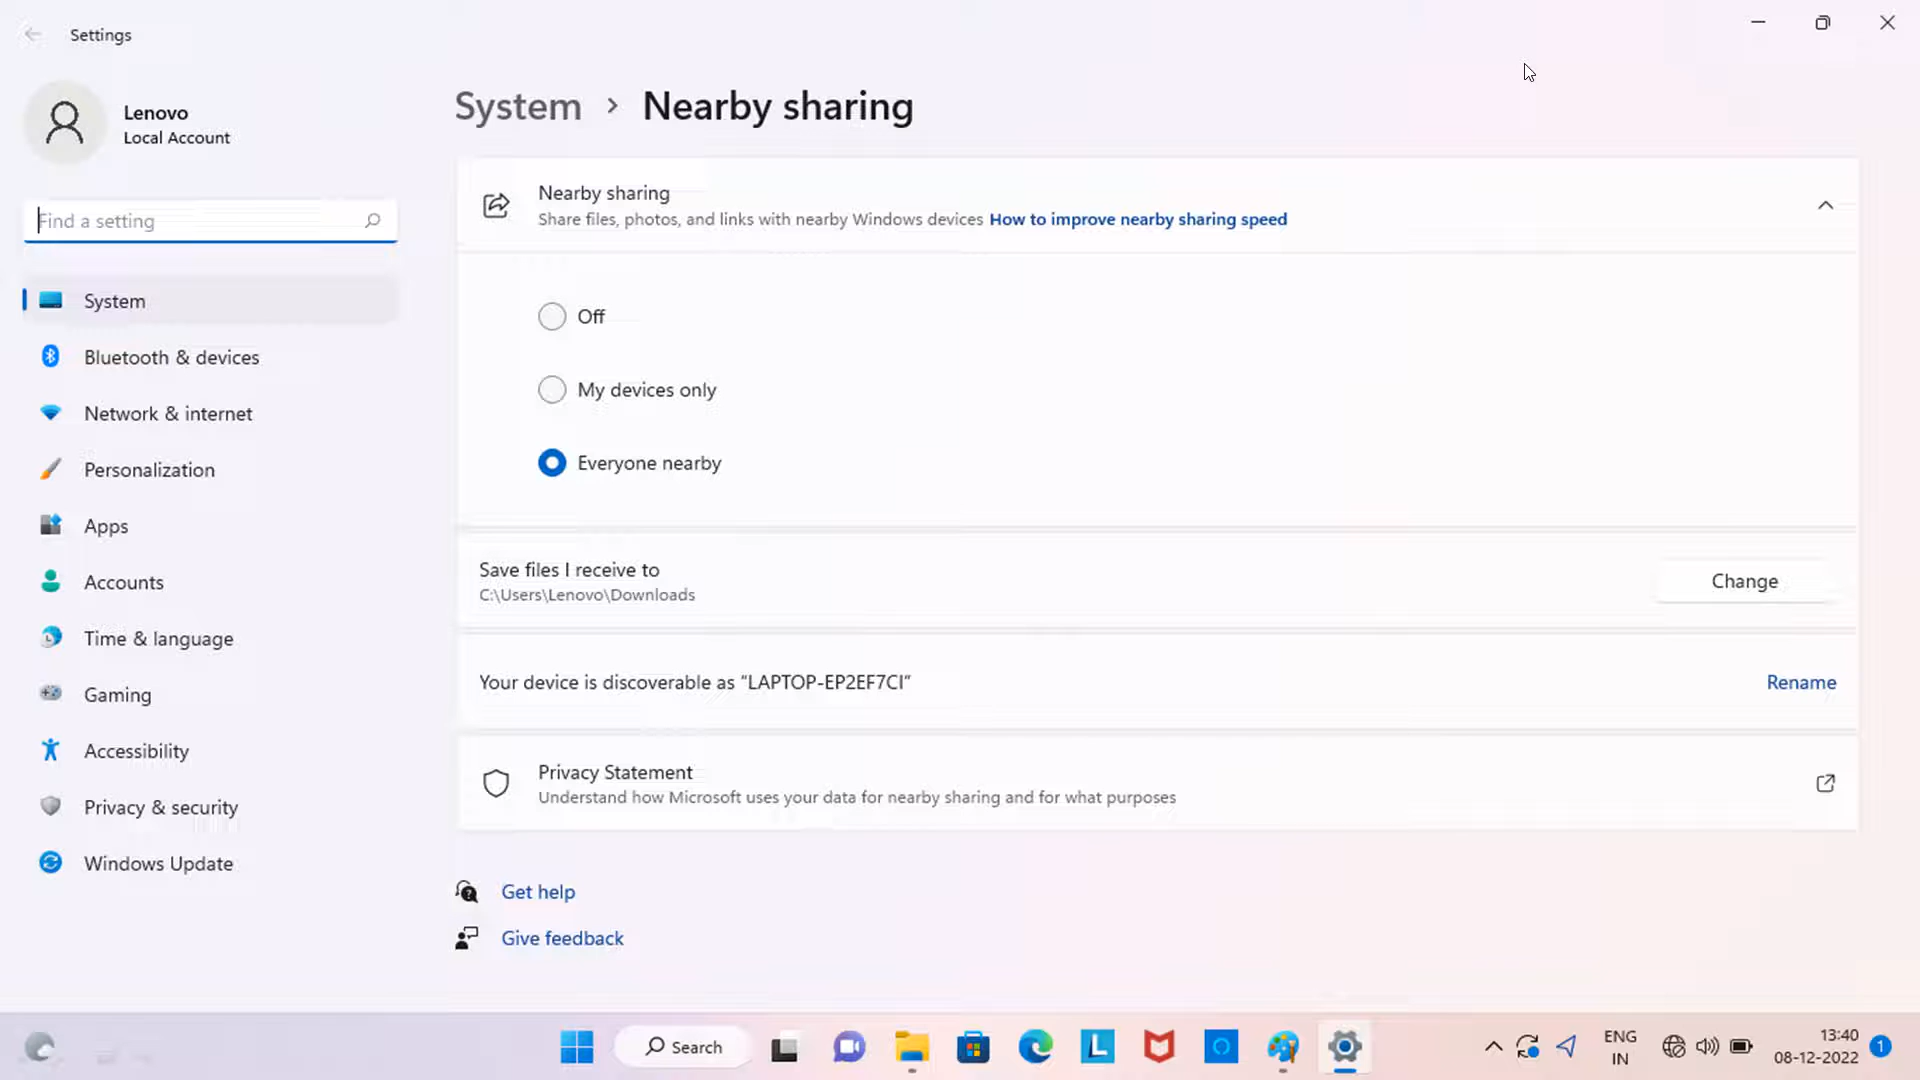 Settings
Lenovo
Local Account
Find a setting
System
Bluetooth & devices
Network & internet
Personalization
Apps
Accounts
Time & language
Gaming
Accessibility
Privacy & security
Windows Update
System > Nearby sharing
Nearby sharing
Share files, photos, and links with nearby Windows devices How to improve nearby sharing speed
Off
My devices only
Everyone nearby
Save files I receive to
C:\Users\Lenovo\Downloads
Change
Your device is discoverable as “LAPTOP-EP2EF7CI”
Rename
Privacy Statement
Understand how Microsoft uses your data for nearby sharing and for what purposes
Get help
Give feedback
Search
L
ENG
IN
13:40
08-12-2022
1